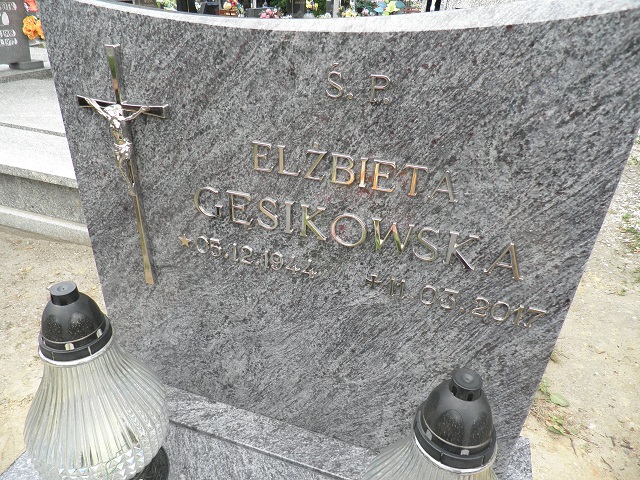 Ś. P.
ELŻBIETA
GĘSIKOWSKA
05.12.1944 +11.03.2017